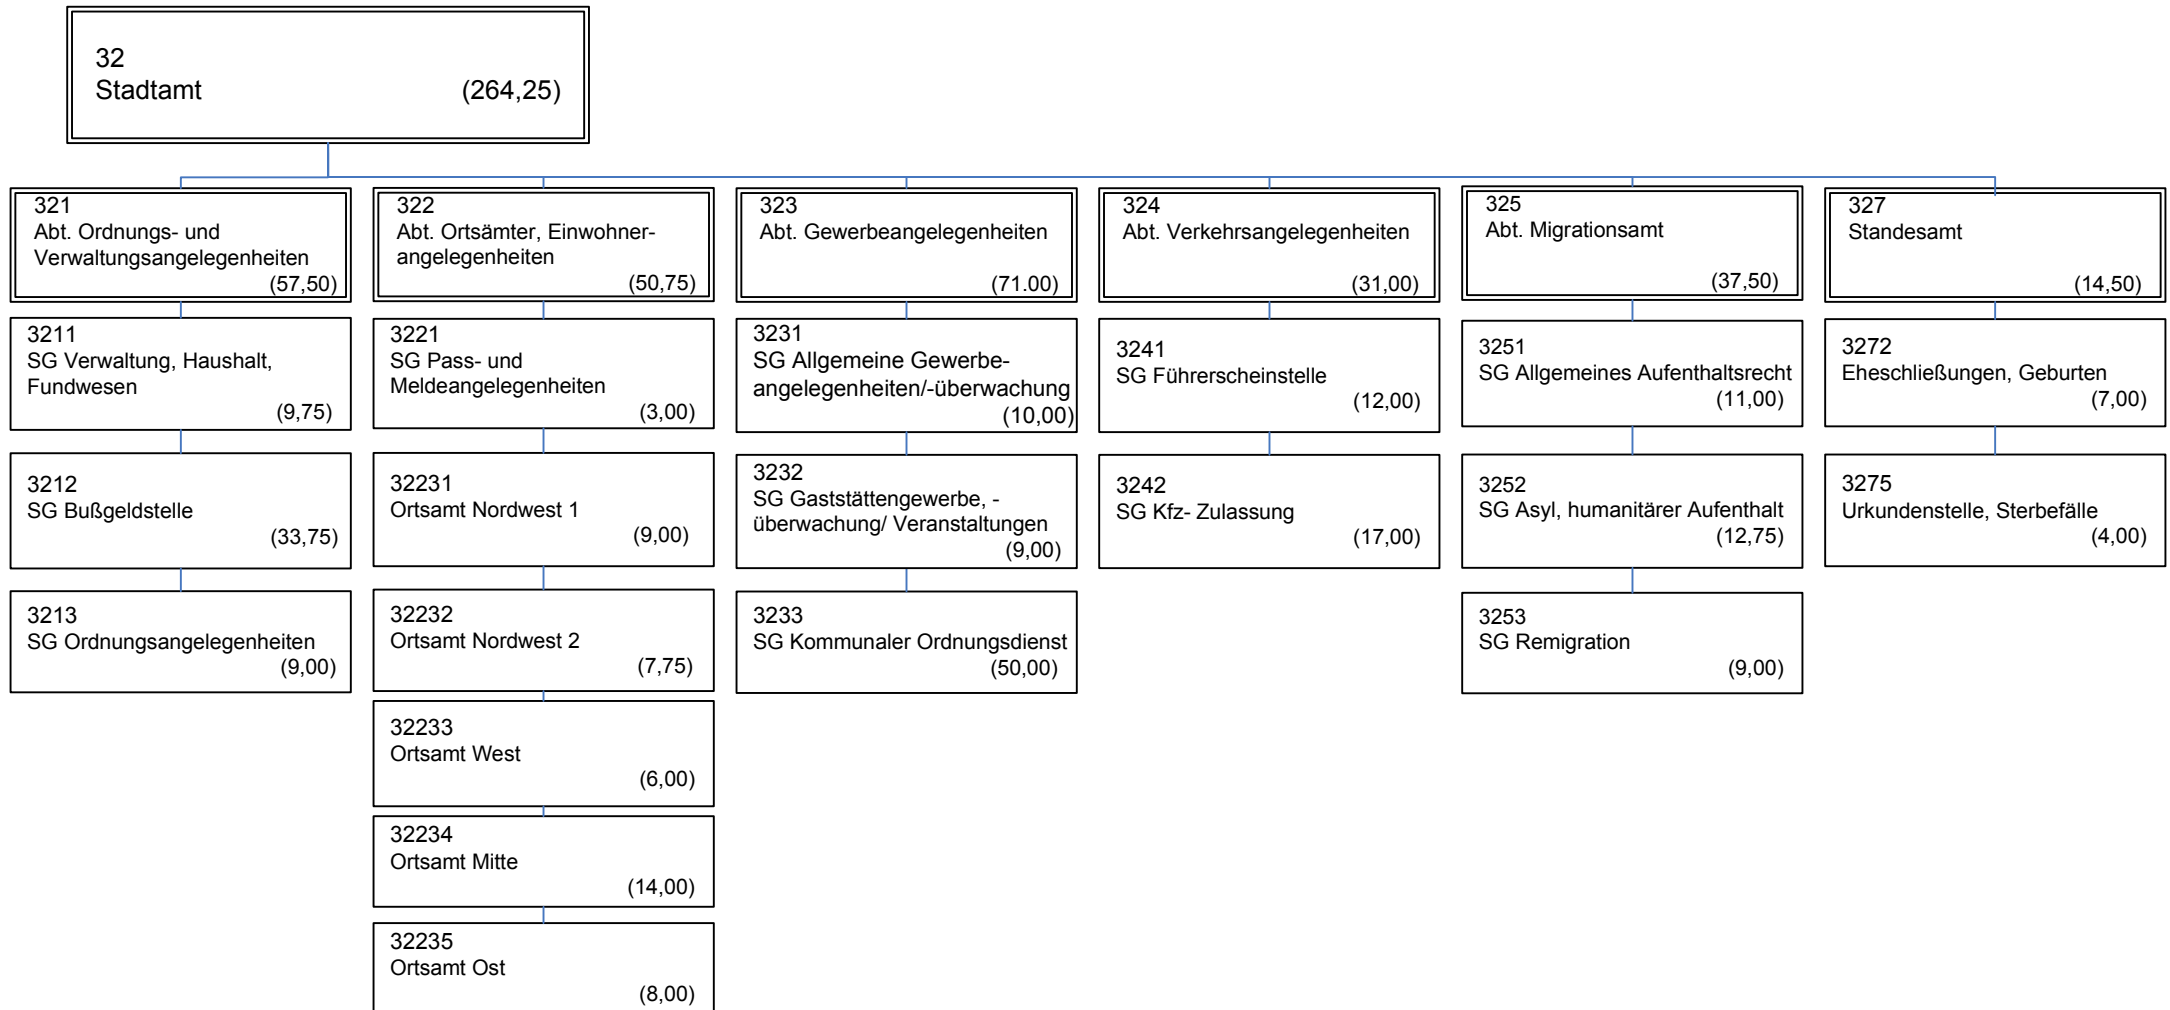 32
Stadtamt (264,25)
321
Abt. Ordnungs- und
Verwaltungsangelegenheiten
(57,50)
3211
SG Verwaltung, Haushalt,
Fundwesen
(9,75)
3212
SG Bußgeldstelle
(33,75)
3213
SG Ordnungsangelegenheiten
(9,00)
322
Abt. Ortsämter, Einwohner-
angelegenheiten
(50,75)
3221
SG Pass- und
Meldeangelegenheiten
(3,00)
32231
Ortsamt Nordwest 1
(9,00)
32232
Ortsamt Nordwest 2
(7,75)
32233
Ortsamt West
(6,00)
32234
Ortsamt Mitte
(14,00)
32235
Ortsamt Ost
(8,00)
323
Abt. Gewerbeangelegenheiten
(71.00)
3231
SG Allgemeine Gewerbe-
angelegenheiten/-überwachung
(10,00)
3232
SG Gaststättengewerbe, -
überwachung/ Veranstaltungen
(9,00)
3233
SG Kommunaler Ordnungsdienst
(50,00)
324
Abt. Verkehrsangelegenheiten
(31,00)
3241
SG Führerscheinstelle
(12,00)
3242
SG Kfz- Zulassung
(17,00)
325
Abt. Migrationsamt
(37,50)
3251
SG Allgemeines Aufenthaltsrecht
(11,00)
3252
SG Asyl, humanitärer Aufenthalt
(12,75)
3253
SG Remigration
(9,00)
327
Standesamt
(14,50)
3272
Eheschließungen, Geburten
(7,00)
3275
Urkundenstelle, Sterbefälle
(4,00)